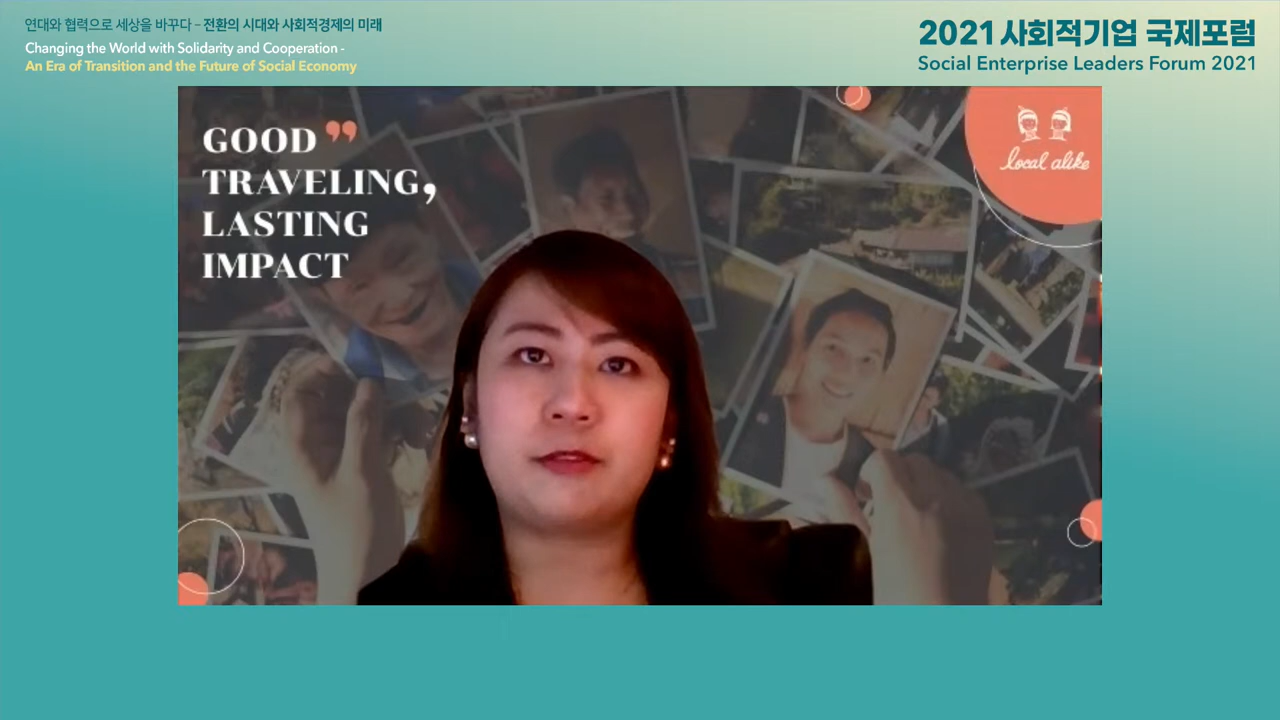 연대와 협력으로 세상을 바꾸다 – 전환의 시대와 사회적경제의 미래
Changing the World with Solidarity and Cooperation -
An Era of Transition and the Future of Social Economy
2021 사회적기업 국제포럼
Social Enterprise Leaders Forum 2021
GOOD ”
TRAVELING,
LASTING
IMPACT
local alike